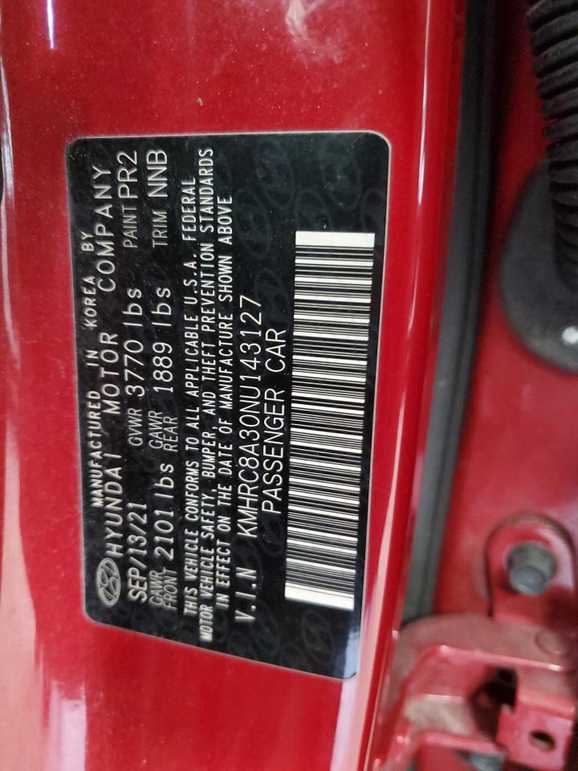 MANUFACTURED IN KOREA BY
HYUNDAI MOTOR COMPANY
SEP/13/21 GVWR 3770 lbs PAINT PR2
GAWR FRONT 2101 lbs GAWR REAR 1889 lbs TRIM NNB
THIS VEHICLE CONFORMS TO ALL APPLICABLE U.S.A. FEDERAL
MOTOR VEHICLE SAFETY, BUMPER, AND THEFT PREVENTION STANDARDS
IN EFFECT ON THE DATE OF MANUFACTURE SHOWN ABOVE
V.I.N KMHRC8A30NU143127
PASSENGER CAR